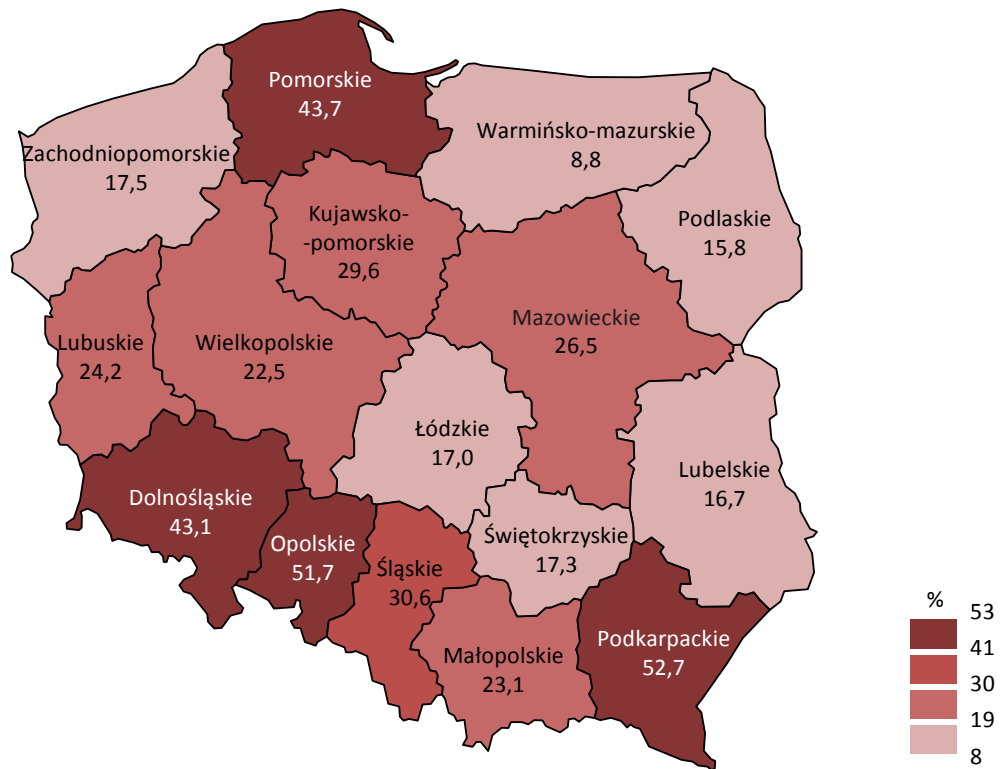 Pomorskie
43,7
Warmińsko-mazurskie
8,8
Zachodniopomorskie
17,5
Kujawsko-
-pomorskie
29,6
Podlaskie
15,8
Mazowieckie
26,5
Lubuskie
24,2
Wielkopolskie
22,5
Łódzkie
17,0
Lubelskie
16,7
Dolnośląskie
43,1
Opolskie
51,7
Śląskie
30,6
Świętokrzyskie
17,3
Małopolskie
23,1
Podkarpackie
52,7
% 53
41
30
19
8